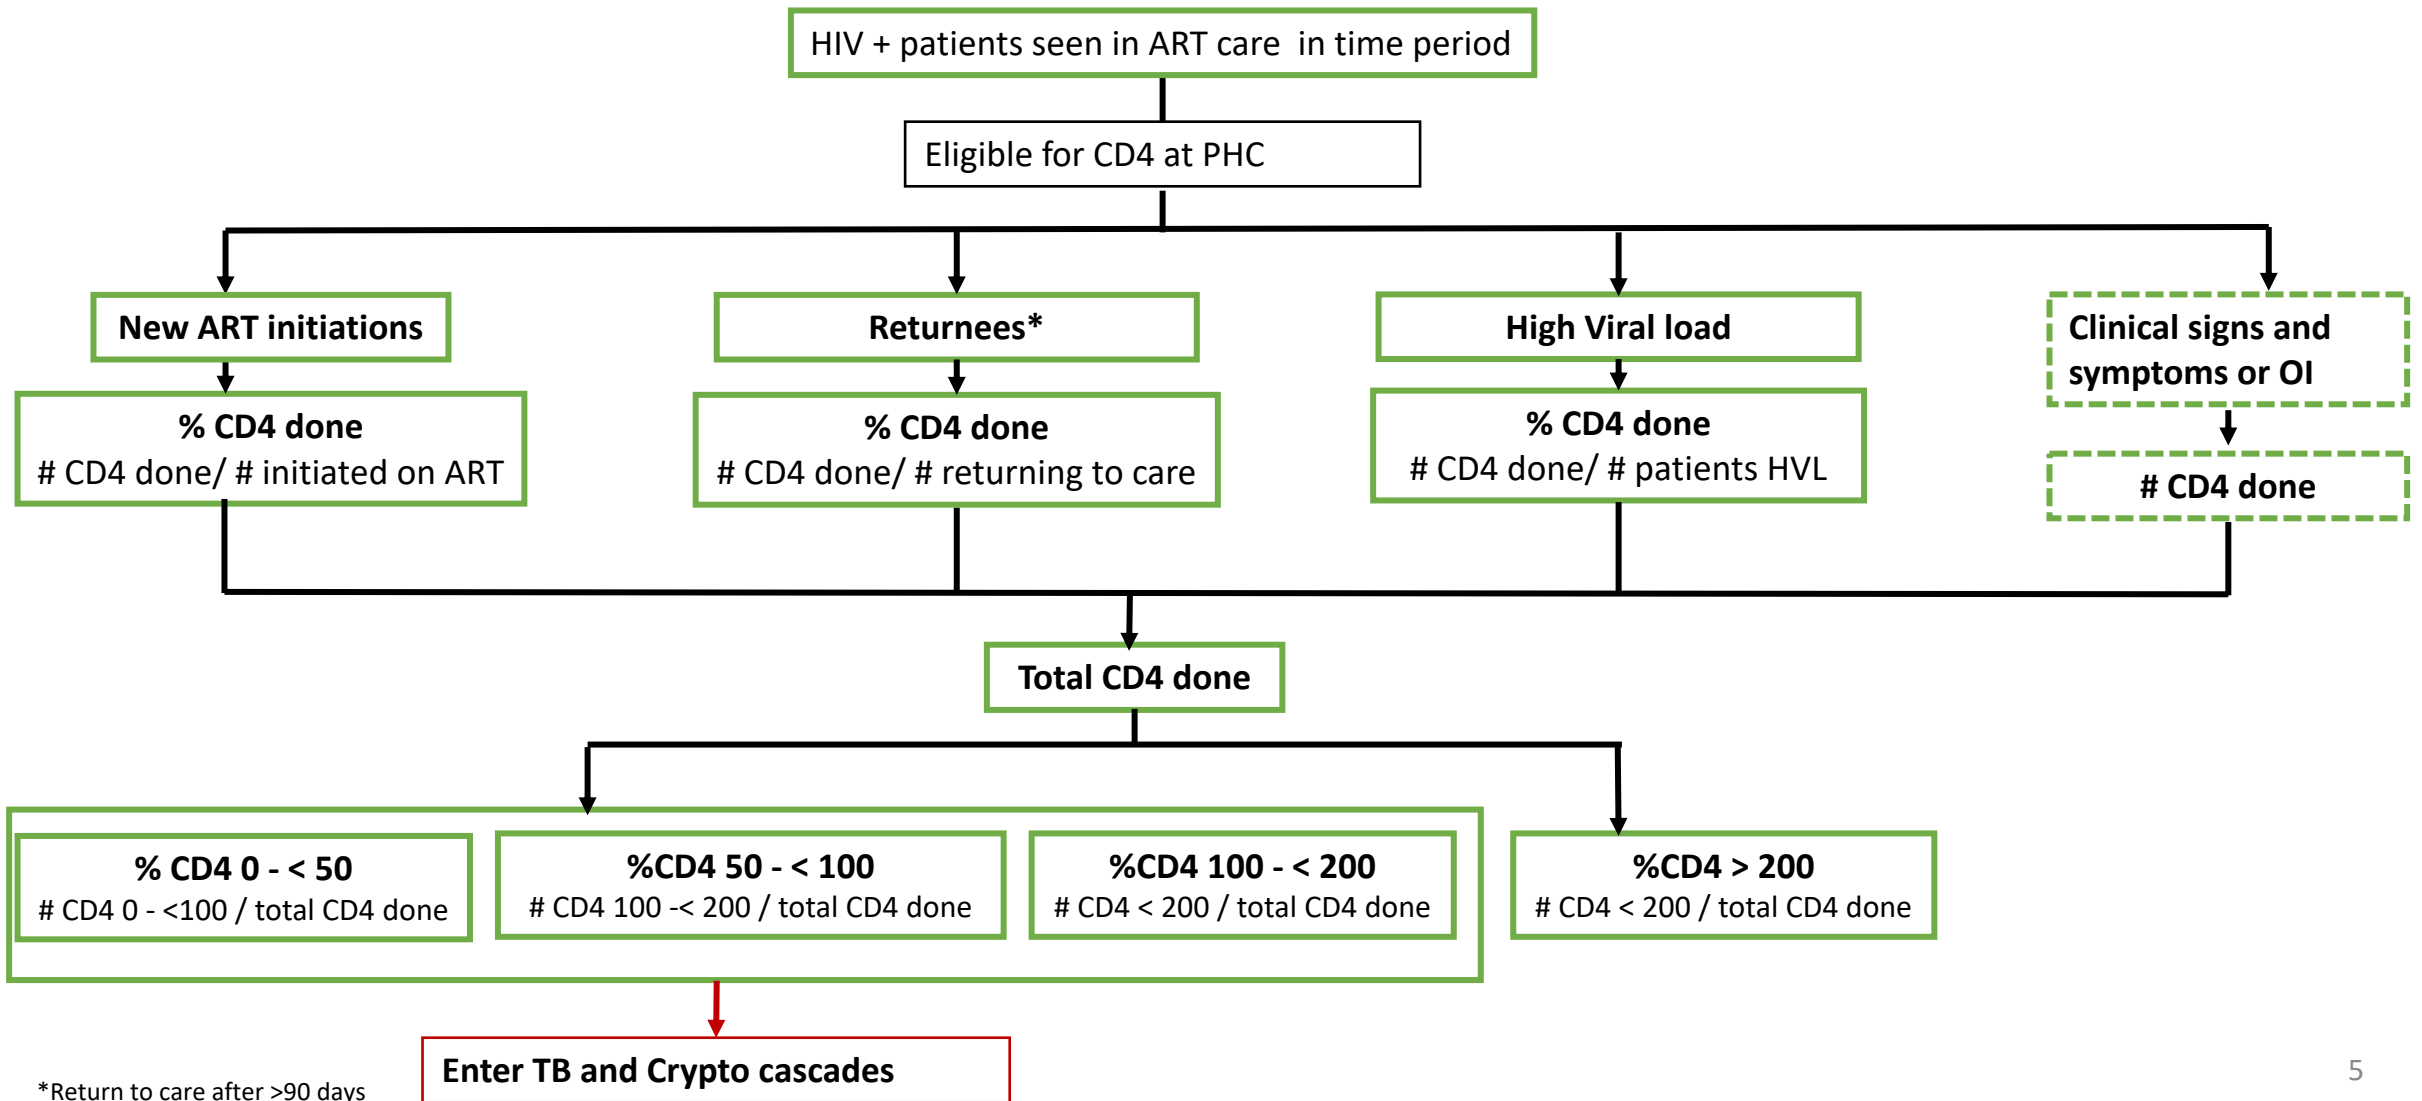 HIV + patients seen in ART care in time period
Eligible for CD4 at PHC
New ART initiations
Returnees*
High Viral load
Clinical signs and
symptoms or OI
% CD4 done
# CD4 done/ # initiated on ART
% CD4 done
# CD4 done/ # returning to care
% CD4 done
# CD4 done/ # patients HVL
# CD4 done
Total CD4 done
% CD4 0 - < 50
# CD4 0 - <100 / total CD4 done
%CD4 50 - < 100
# CD4 100 -< 200 / total CD4 done
%CD4 100 - < 200
# CD4 < 200 / total CD4 done
%CD4 > 200
# CD4 < 200 / total CD4 done
Enter TB and Crypto cascades
*Return to care after >90 days
5